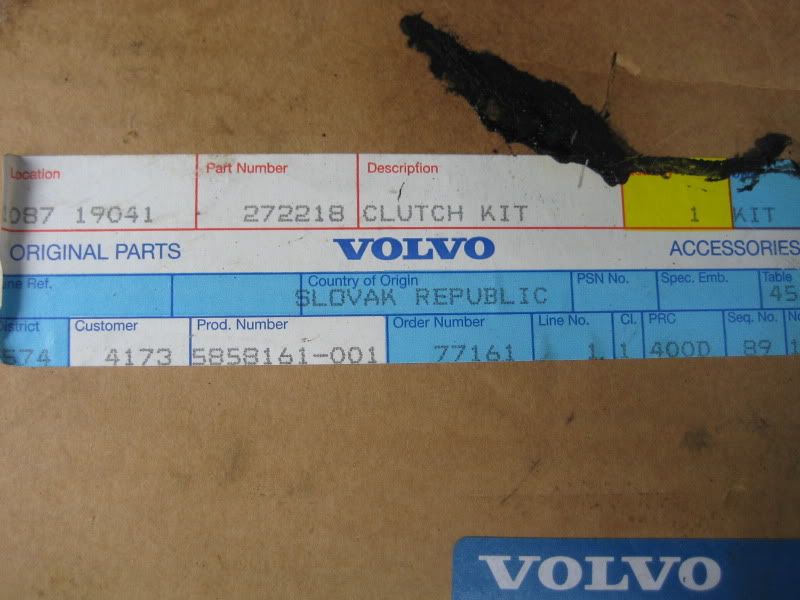 Location Part Number Description
087 19041 272218 CLUTCH KIT 1 KIT
ORIGINAL PARTS VOLVO ACCESSORIES
Ref. Country of Origin PSN No. Spec. Emb. Table
SLOVAK REPUBLIC 45
District Customer Prod. Number Order Number Line No. Cl. PRC Seq. No.
574 4173 5858161-001 77161 1 1 400D 89
VOLVO